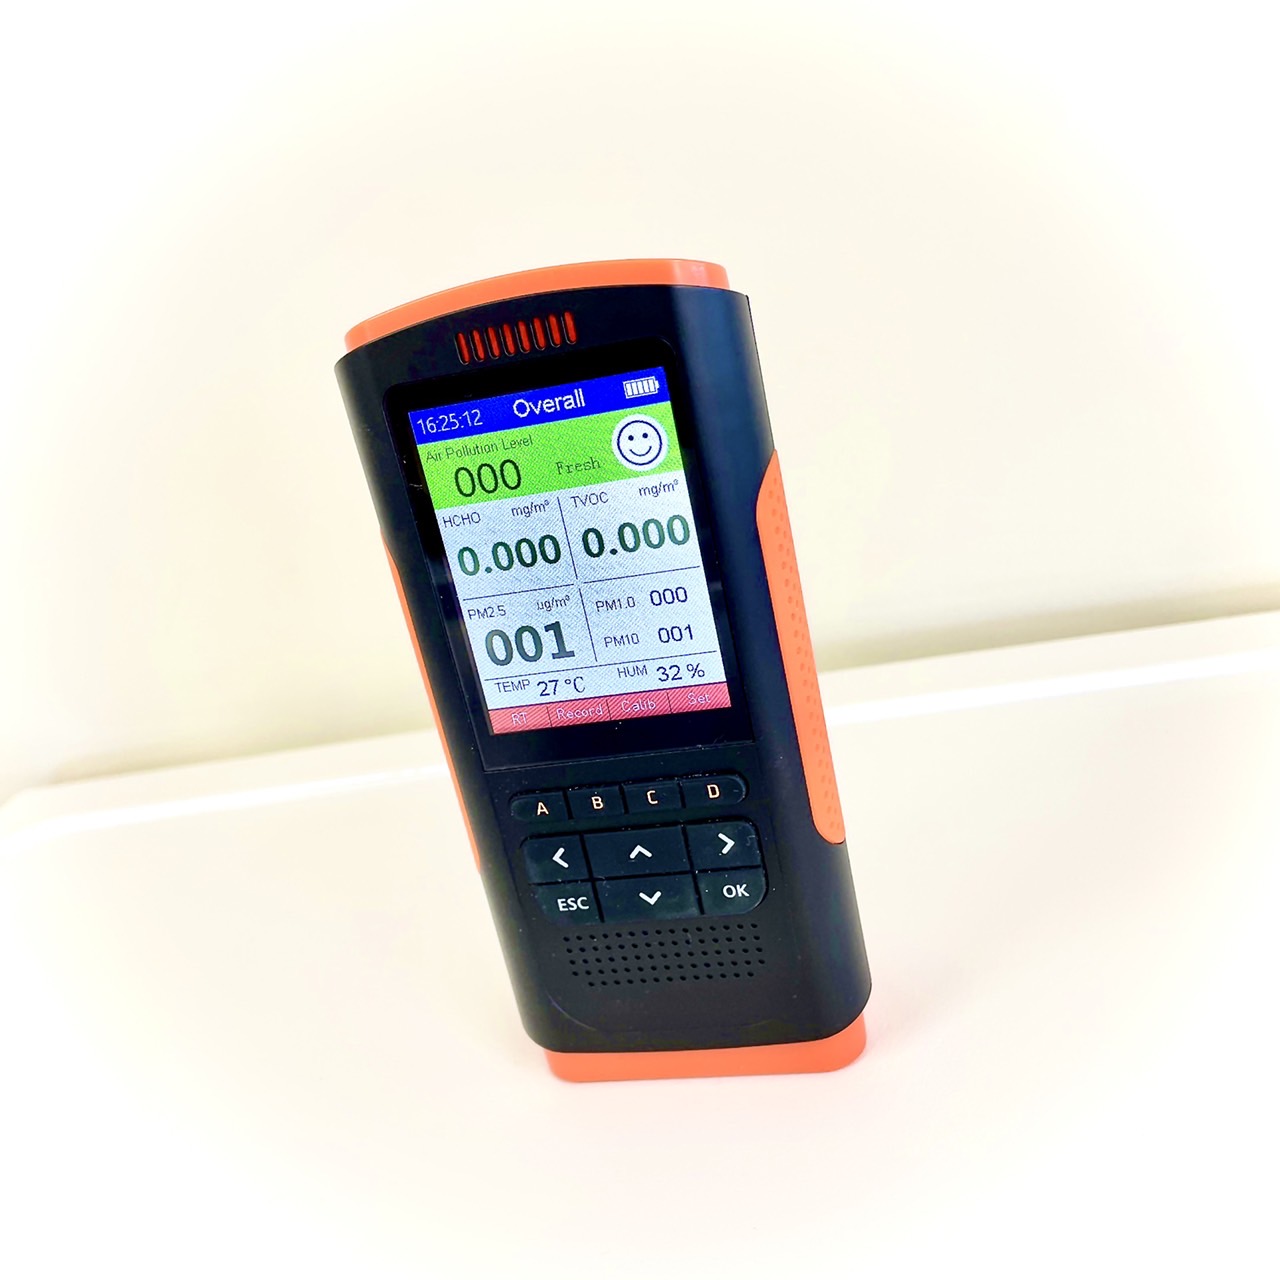 16:25:12 Overall
Air Pollution Level
000 Fresh
HCHO mg/m³ TVOC mg/m³
0.000 0.000
PM2.5 ug/m³ PM1.0 000
001 PM10 001
TEMP 27 °C HUM 32 %
RT Record Calib Set
A B C D
ESC OK